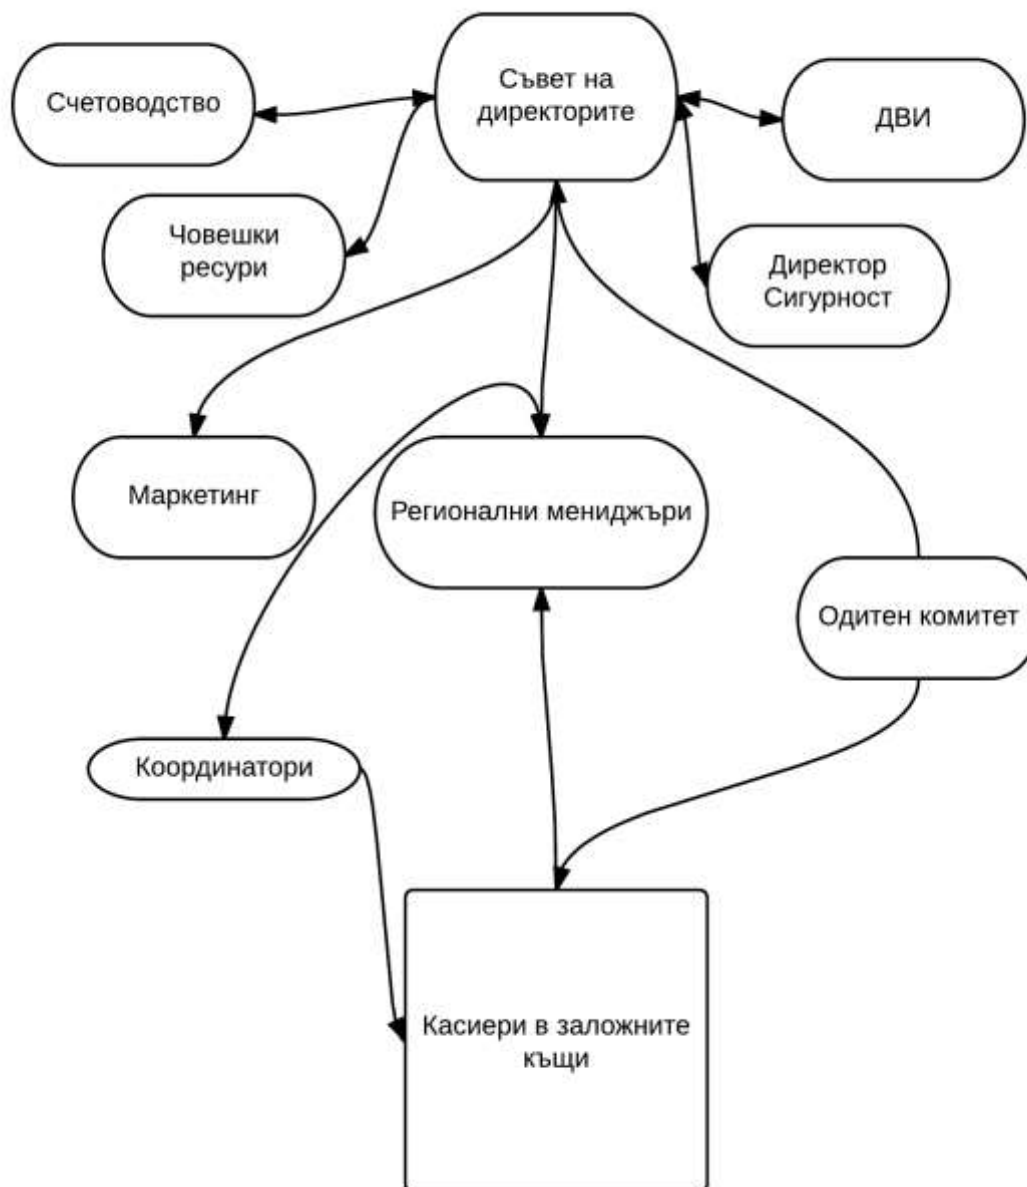 Съвет на
директорите
Счетоводство
ДВИ
Човешки
ресури
Директор
Сигурност
Маркетинг
Регионални мениджъри
Одитен комитет
Координатори
Касиери в заложните
къщи